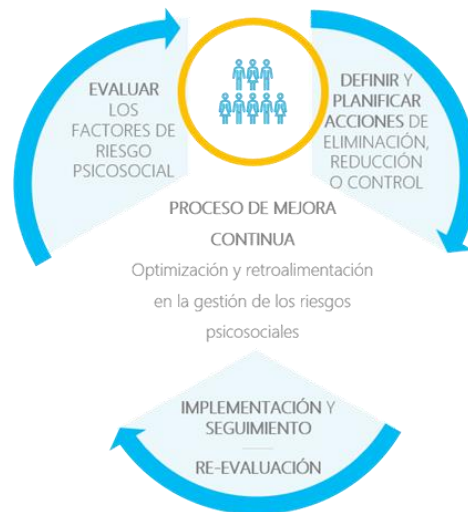 EVALUAR
LOS
FACTORES DE
RIESGO
PSICOSOCIAL
DEFINIR Y
PLANIFICAR
ACCIONES DE
ELIMINACIÓN,
REDUCCIÓN
O CONTROL
PROCESO DE MEJORA
CONTINUA
Optimización y retroalimentación
en la gestión de los riesgos
psicosociales
IMPLEMENTACIÓN Y
SEGUIMIENTO
RE-EVALUACIÓN